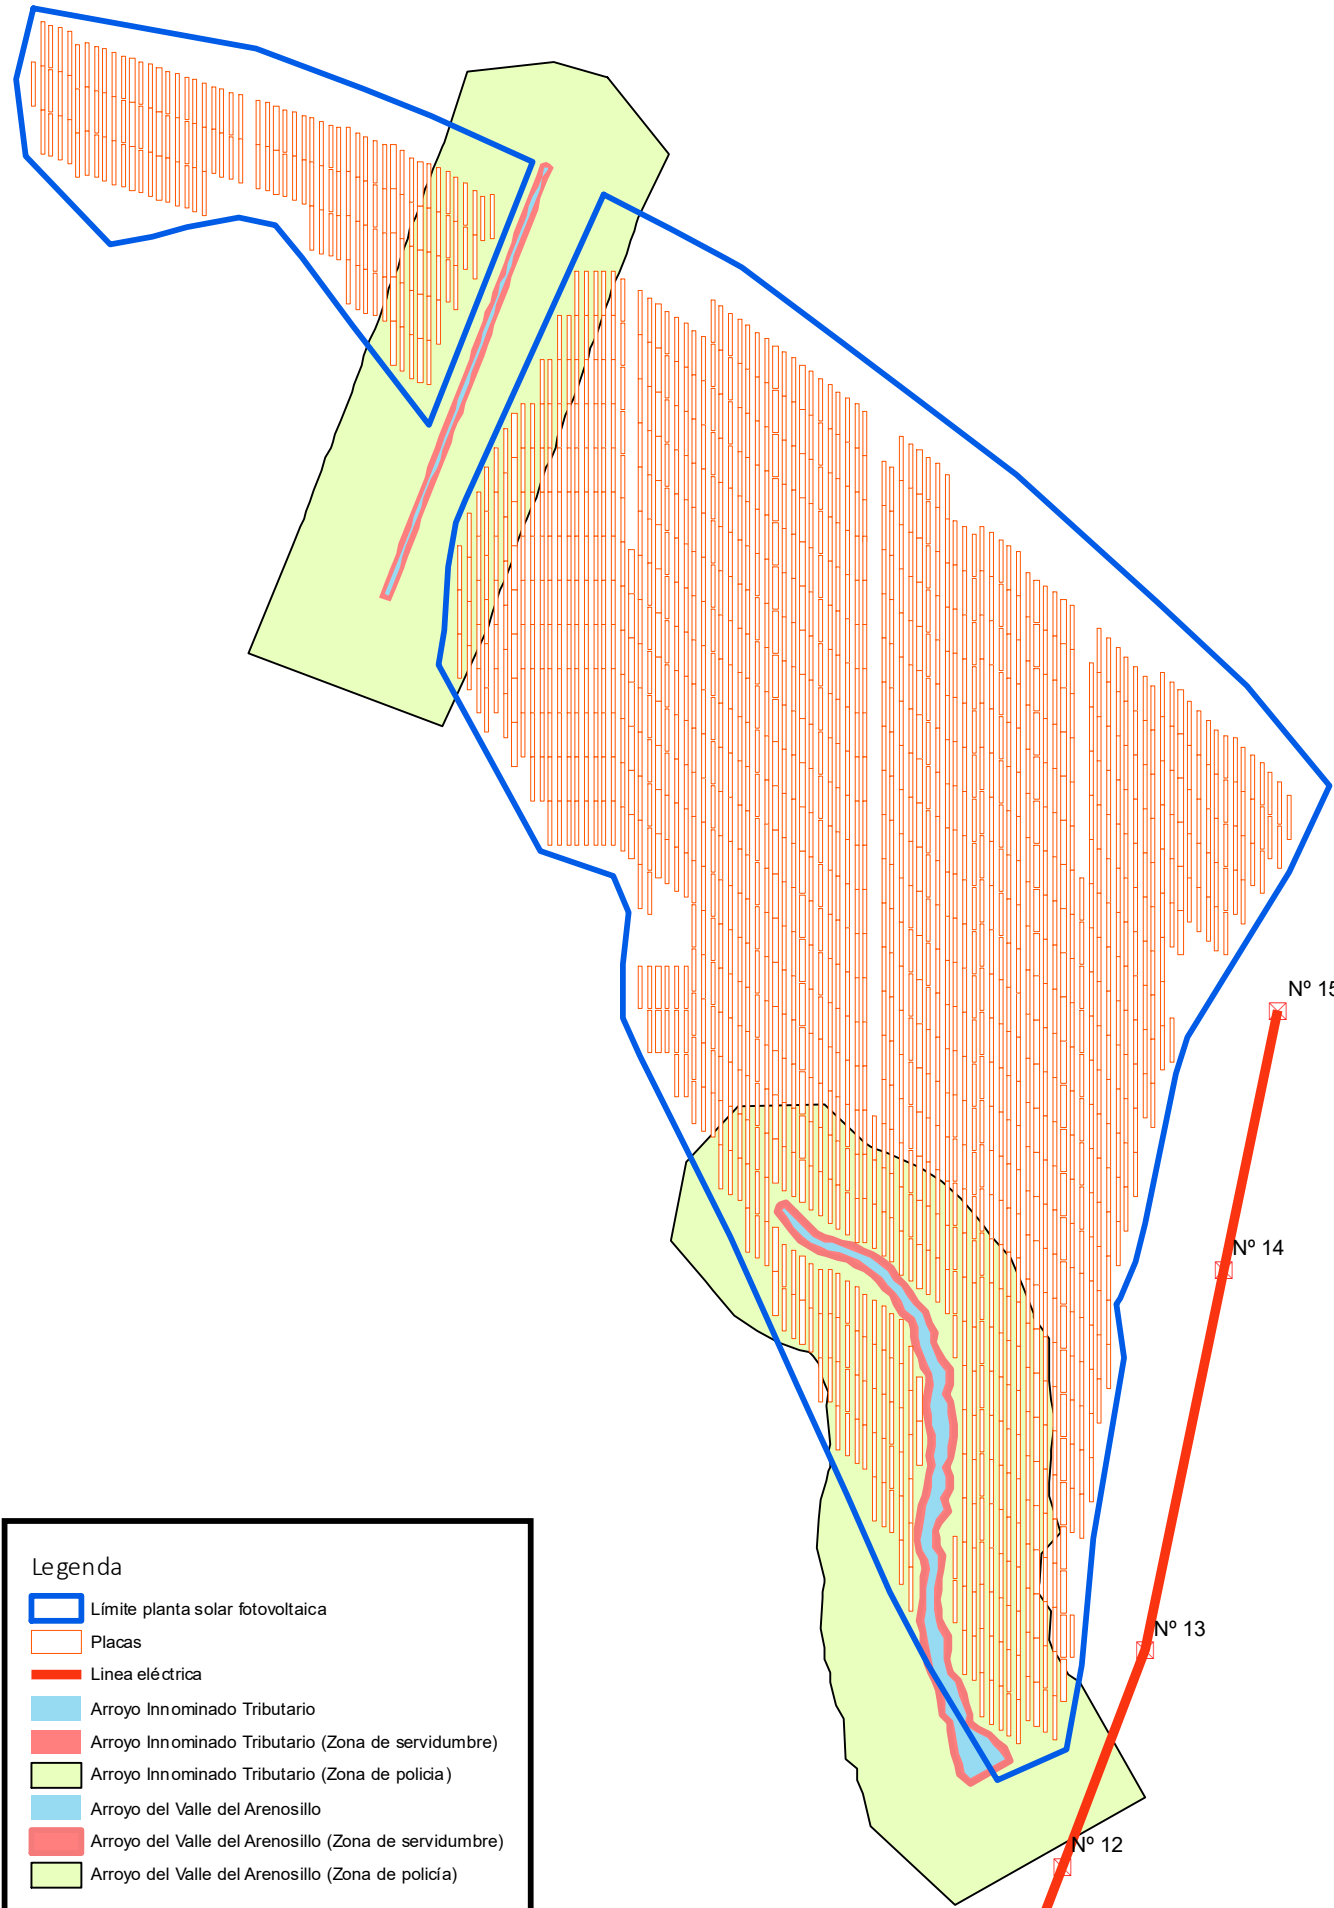 Nº 15
Nº 14
Nº 13
Nº 12
Legenda
Límite planta solar fotovoltaica
Placas
Linea eléctrica
Arroyo Innominado Tributario
Arroyo Innominado Tributario (Zona de servidumbre)
Arroyo Innominado Tributario (Zona de policia)
Arroyo del Valle del Arenosillo
Arroyo del Valle del Arenosillo (Zona de servidumbre)
Arroyo del Valle del Arenosillo (Zona de policía)